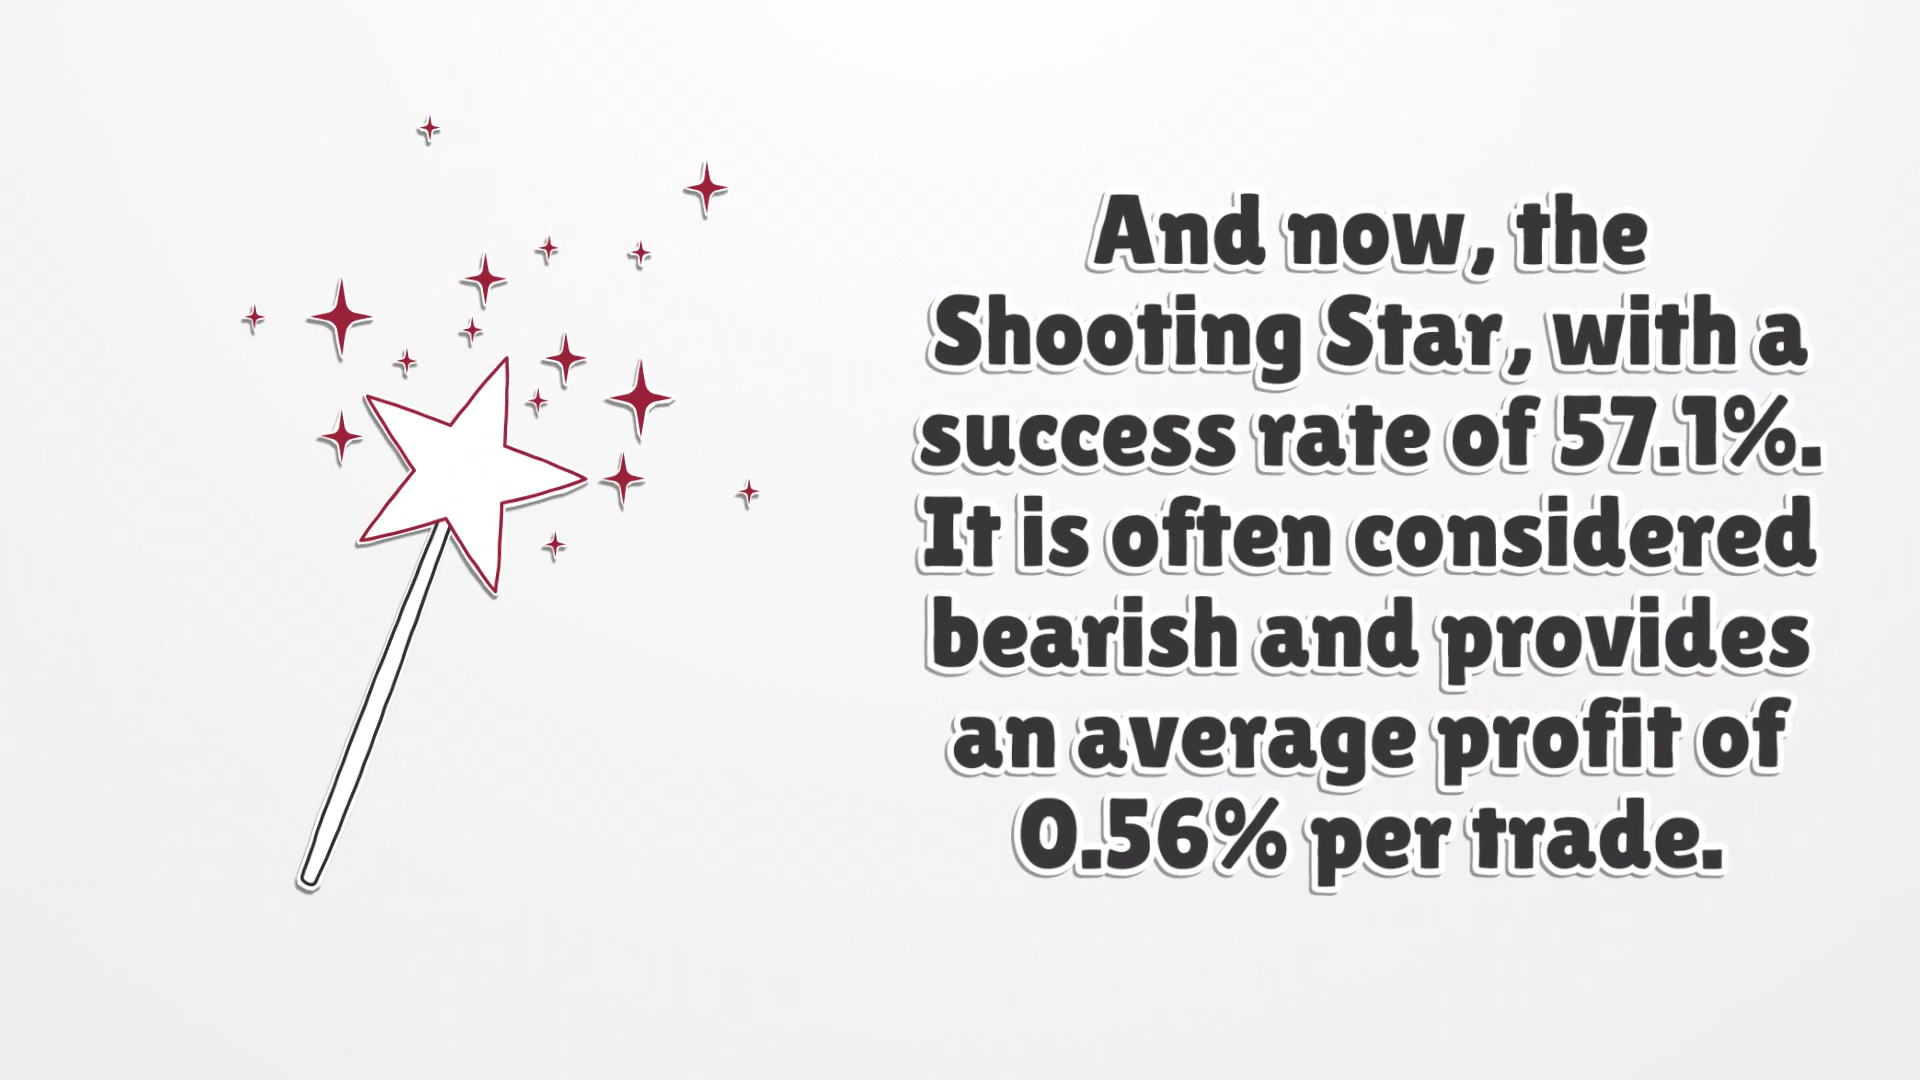 And now, the
Shooting Star, with a
success rate of 57.1%.
It is often considered
bearish and provides
an average profit of
0.56% per trade.